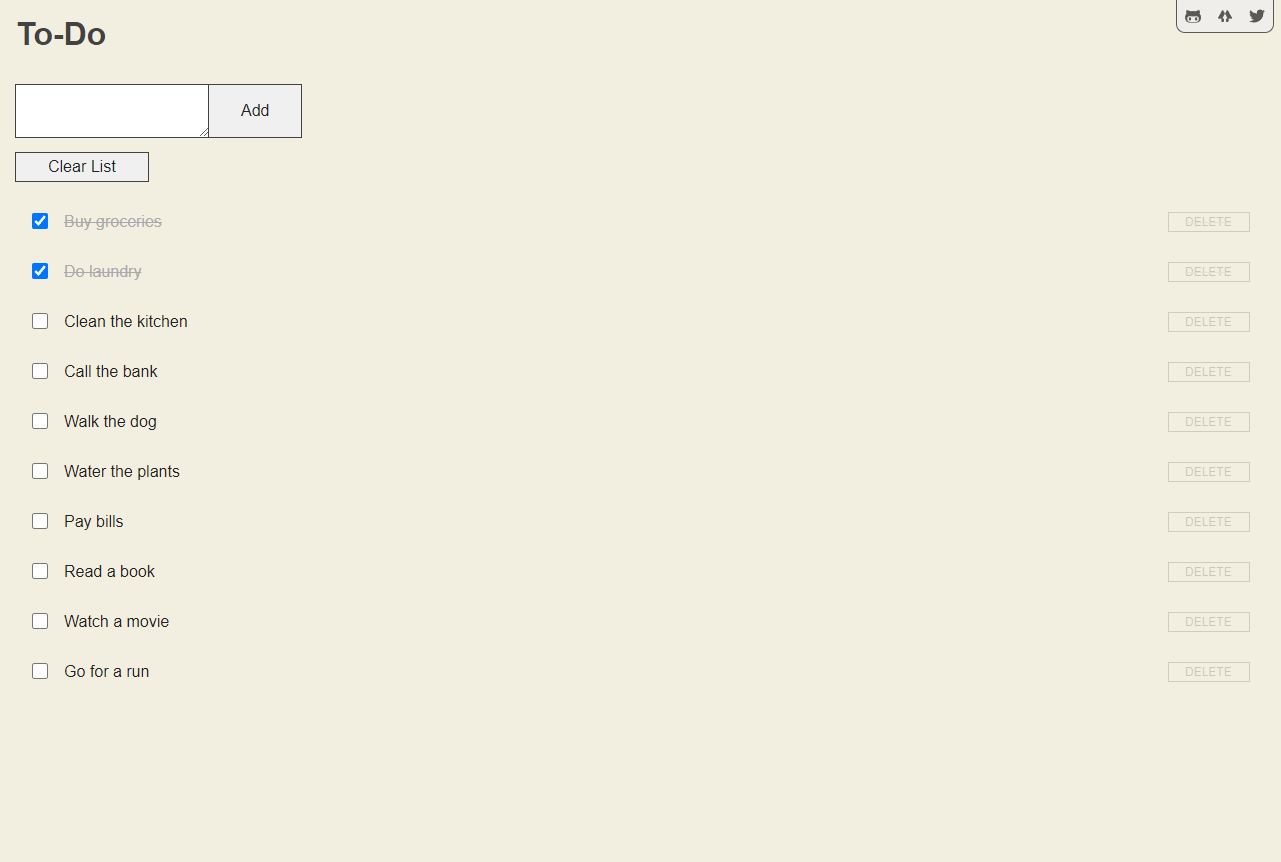 To-Do
Add
Clear List
Buy groceries DELETE
Do laundry DELETE
Clean the kitchen DELETE
Call the bank DELETE
Walk the dog DELETE
Water the plants DELETE
Pay bills DELETE
Read a book DELETE
Watch a movie DELETE
Go for a run DELETE